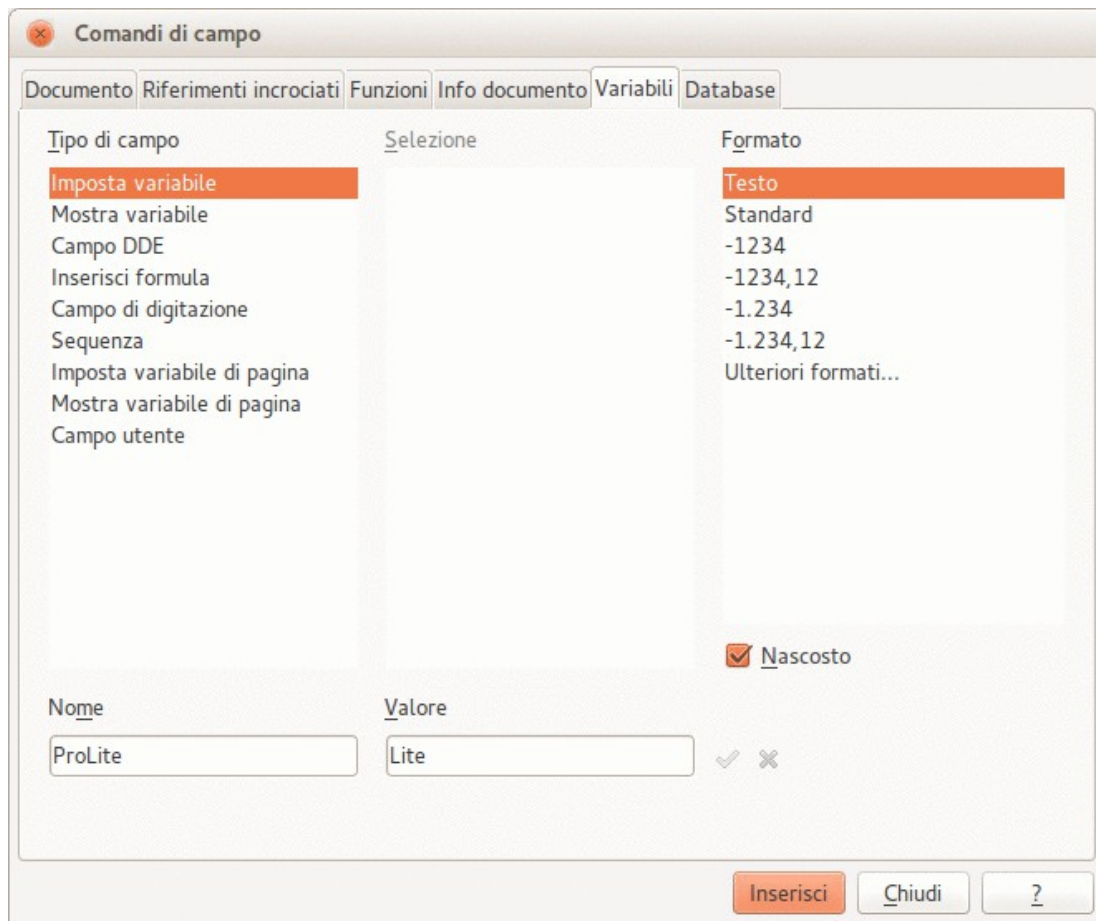 Comandi di campo
Documento Riferimenti incrociati Funzioni Info documento Variabili Database
Tipo di campo
Selezione
Formato
Imposta variabile
Mostra variabile
Campo DDE
Inserisci formula
Campo di digitazione
Sequenza
Imposta variabile di pagina
Mostra variabile di pagina
Campo utente
Testo
Standard
-1234
-1234,12
-1.234
-1.234,12
Ulteriori formati...
Nascosto
Nome
Valore
ProLite
Lite
Inserisci
Chiudi
?